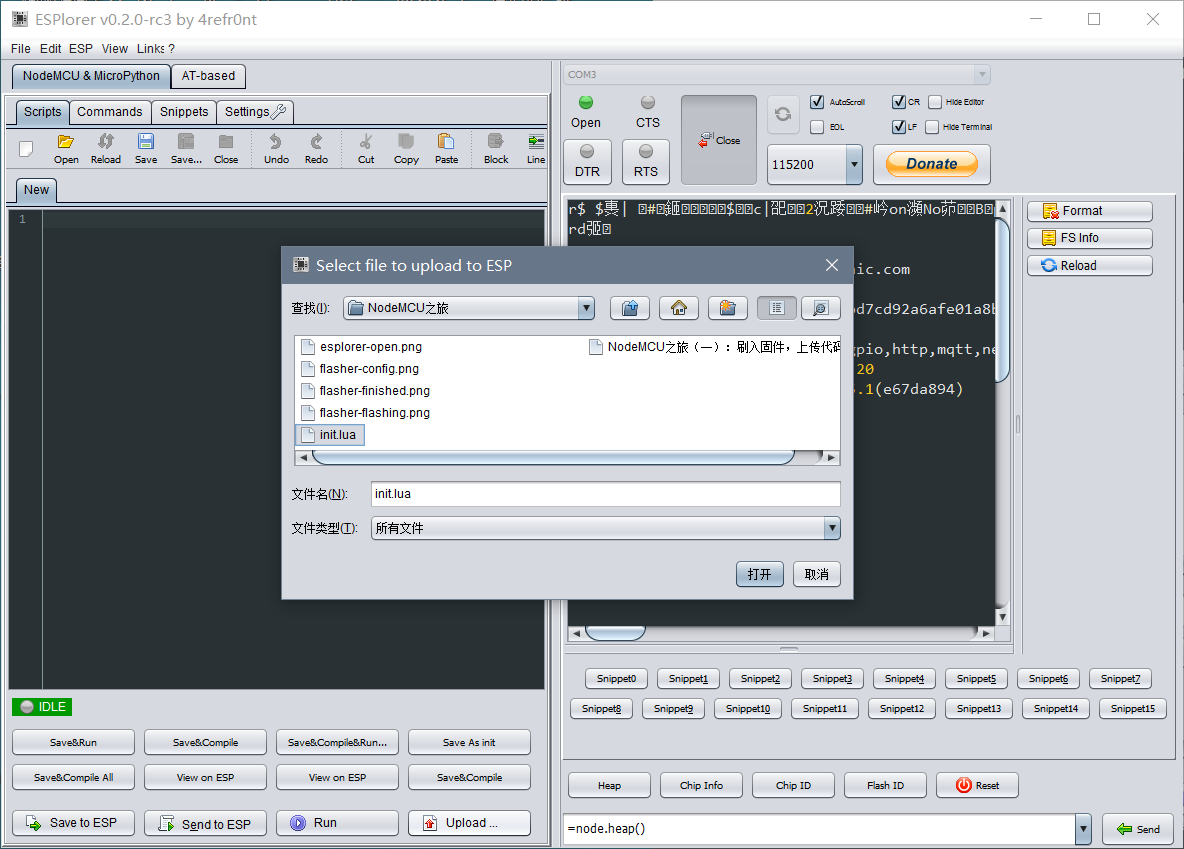 ESPlorer v0.2.0-rc3 by 4refr0nt
File Edit ESP View Links ?
NodeMCU & MicroPython AT-based
Scripts Commands Snippets Settings
Open Reload Save Save... Close Undo Redo Cut Copy Paste Block Line
New
1
COM3
Open CTS
DTR RTS
Close
AutoScroll CR Hide Editor
EOL LF Hide Terminal
115200
Donate
Format
FS Info
Reload
nic.com
d7cd92a6afe01a8b
gpio,http,mqtt,ne
20
.1(e67da894)
Select file to upload to ESP
查找(I): NodeMCU之旅
esplorer-open.png
flasher-config.png
flasher-finished.png
flasher-flashing.png
init.lua
NodeMCU之旅（一）：刷入固件，上传代码
文件名(N): init.lua
文件类型(T): 所有文件
打开 取消
IDLE
Save&Run Save&Compile Save&Compile&Run... Save As init
Save&Compile All View on ESP View on ESP Save&Compile
Save to ESP Send to ESP Run Upload ...
Snippet0 Snippet1 Snippet2 Snippet3 Snippet4 Snippet5 Snippet6 Snippet7
Snippet8 Snippet9 Snippet10 Snippet11 Snippet12 Snippet13 Snippet14 Snippet15
Heap Chip Info Chip ID Flash ID Reset
=node.heap() Send